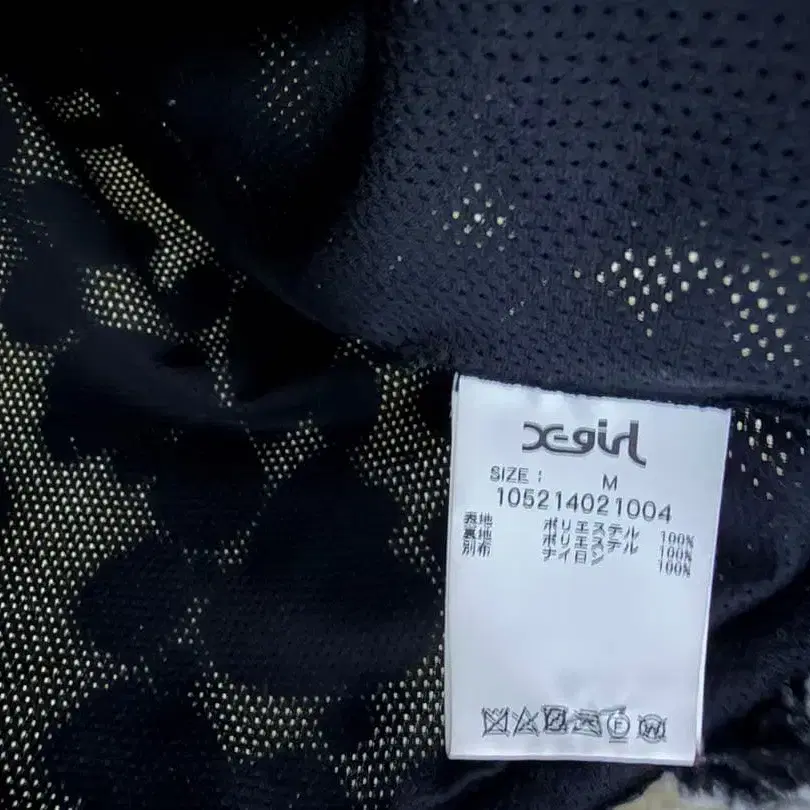 X-girl
SIZE : M
105214021004
表地 ポリエステル 100%
裏地 ポリエステル 100%
別布 ナイロン 100%